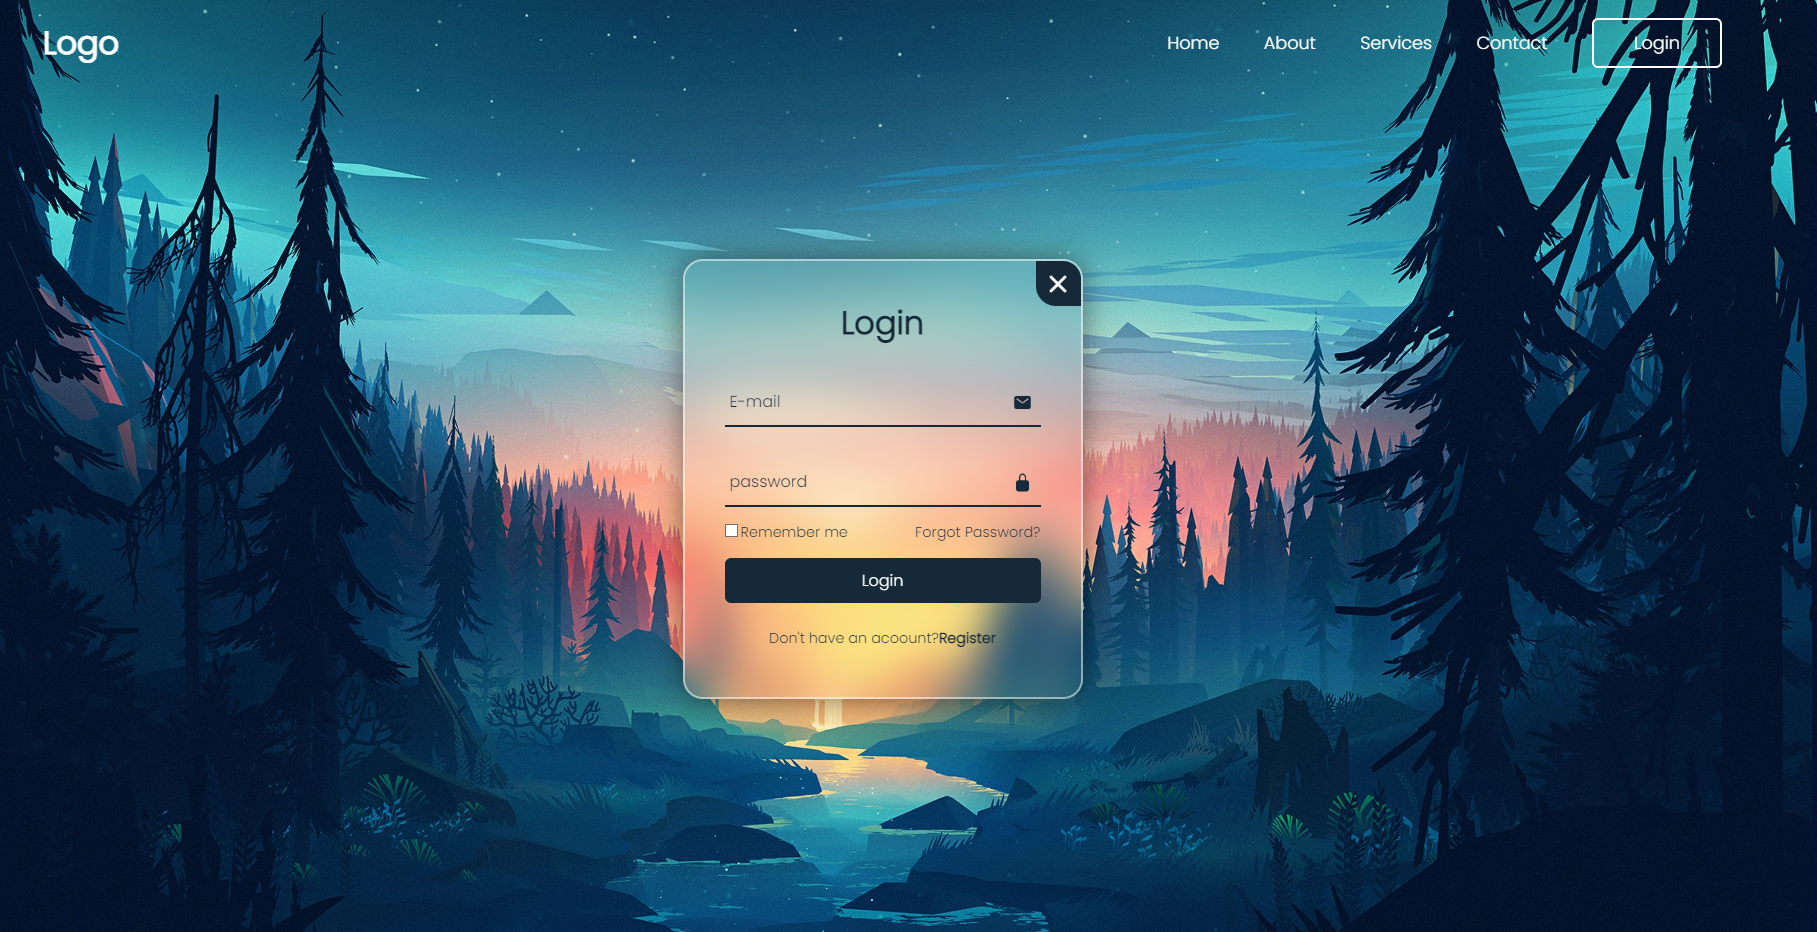 Logo
Home About Services Contact Login
Login
E-mail
password
Remember me Forgot Password?
Login
Don't have an acoount?Register